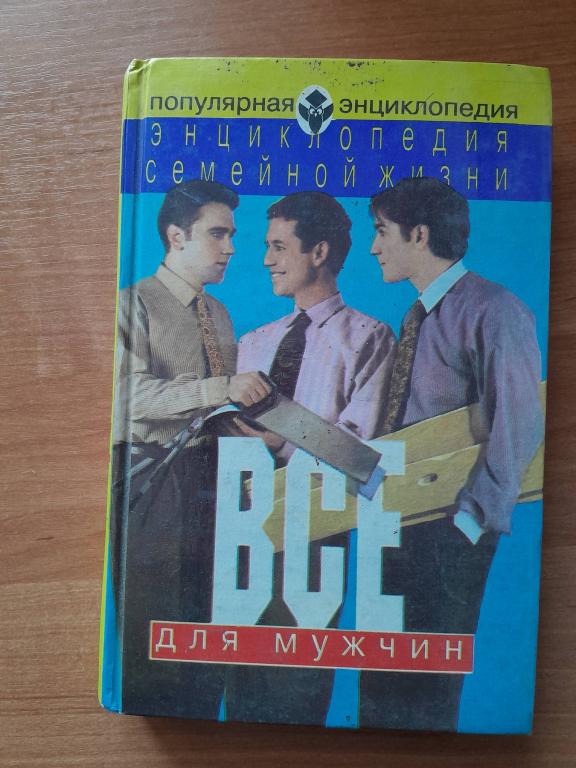 популярная энциклопедия
энциклопедия
семейной жизни
ВСЕ
для мужчин